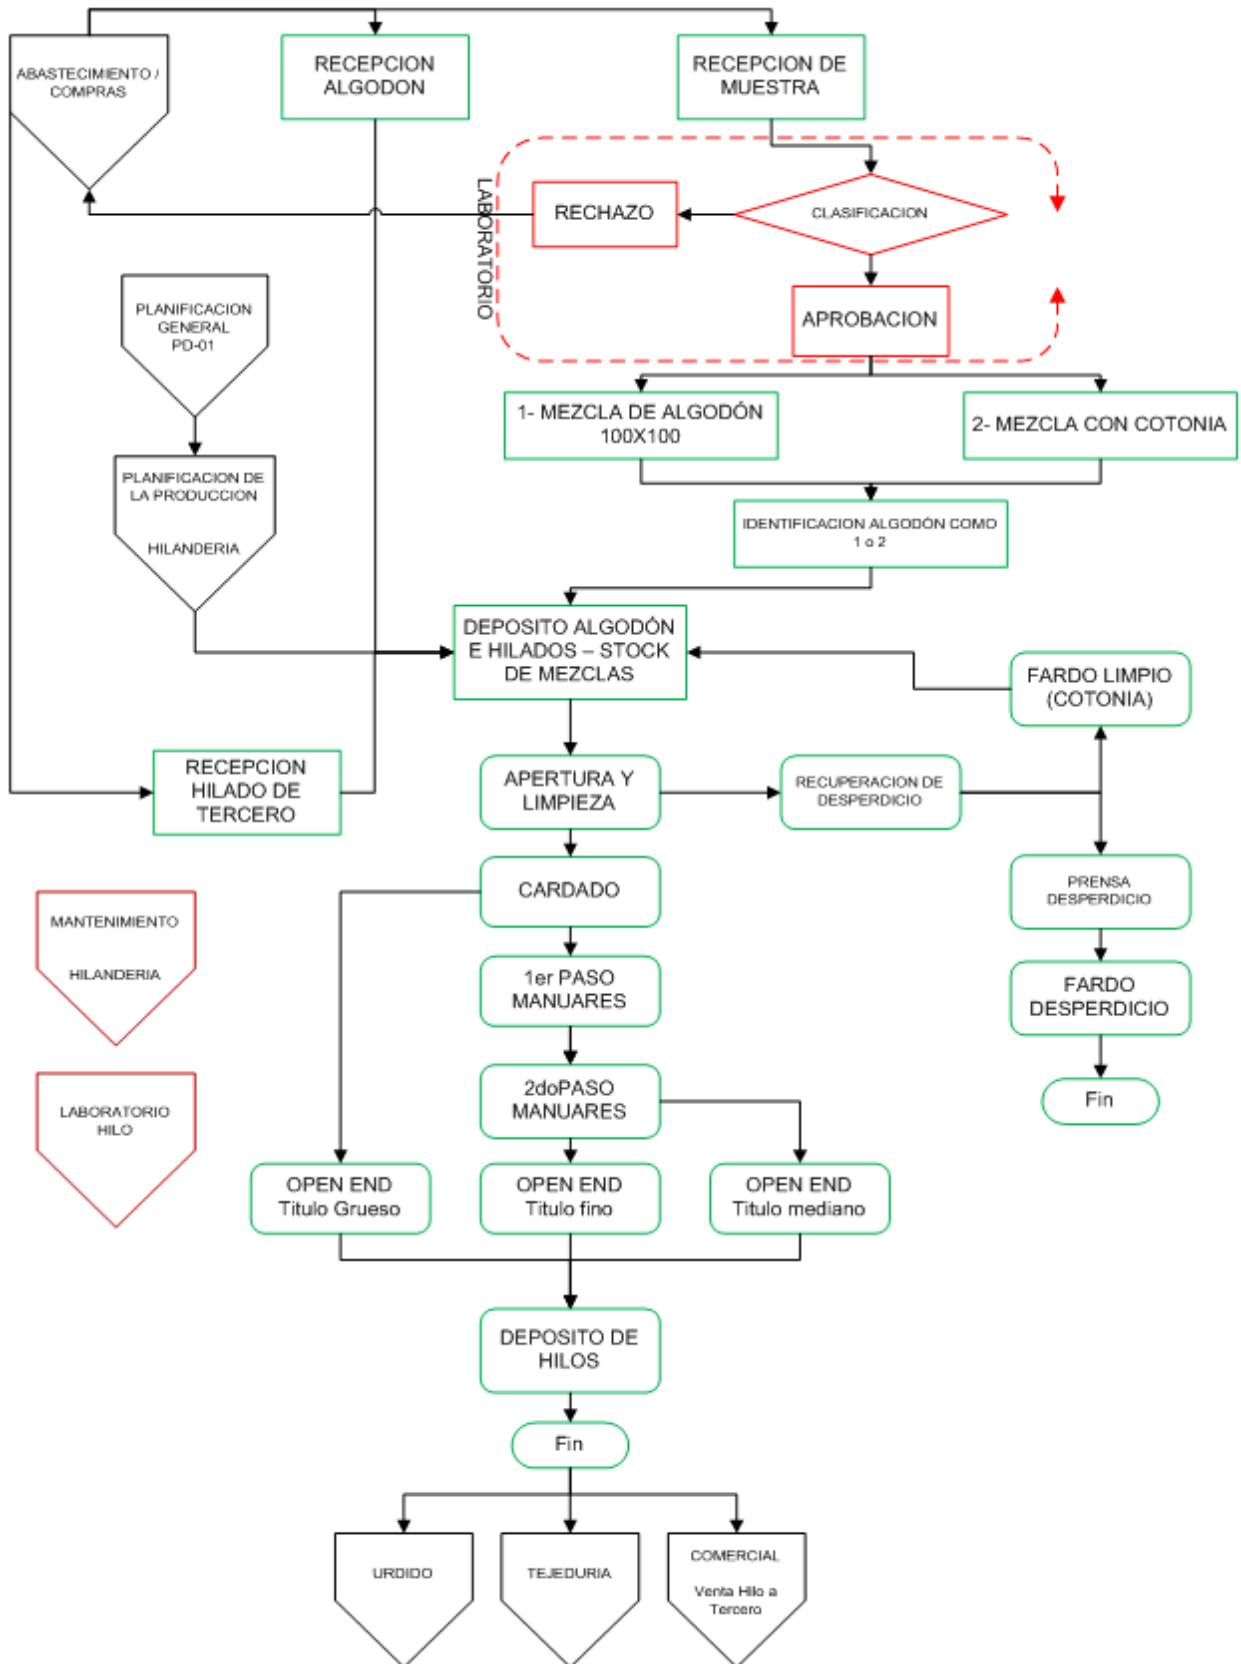 ABASTECIMIENTO /
COMPRAS
RECEPCION
ALGODON
RECEPCION DE
MUESTRA
LABORATORIO
RECHAZO
CLASIFICACION
APROBACION
PLANIFICACION
GENERAL
PD-01
1- MEZCLA DE ALGODÓN
100X100
2- MEZCLA CON COTONIA
PLANIFICACION DE
LA PRODUCCION
HILANDERIA
IDENTIFICACION ALGODÓN COMO
1 o 2
DEPOSITO ALGODÓN
E HILADOS – STOCK
DE MEZCLAS
FARDO LIMPIO
(COTONIA)
RECEPCION
HILADO DE
TERCERO
APERTURA Y
LIMPIEZA
RECUPERACION DE
DESPERDICIO
CARDADO
PRENSA
DESPERDICIO
MANTENIMIENTO
HILANDERIA
1er PASO
MANUARES
FARDO
DESPERDICIO
2doPASO
MANUARES
Fin
LABORATORIO
HILO
OPEN END
Titulo Grueso
OPEN END
Titulo fino
OPEN END
Titulo mediano
DEPOSITO DE
HILOS
Fin
URDIDO
TEJEDURIA
COMERCIAL
Venta Hilo a
Tercero